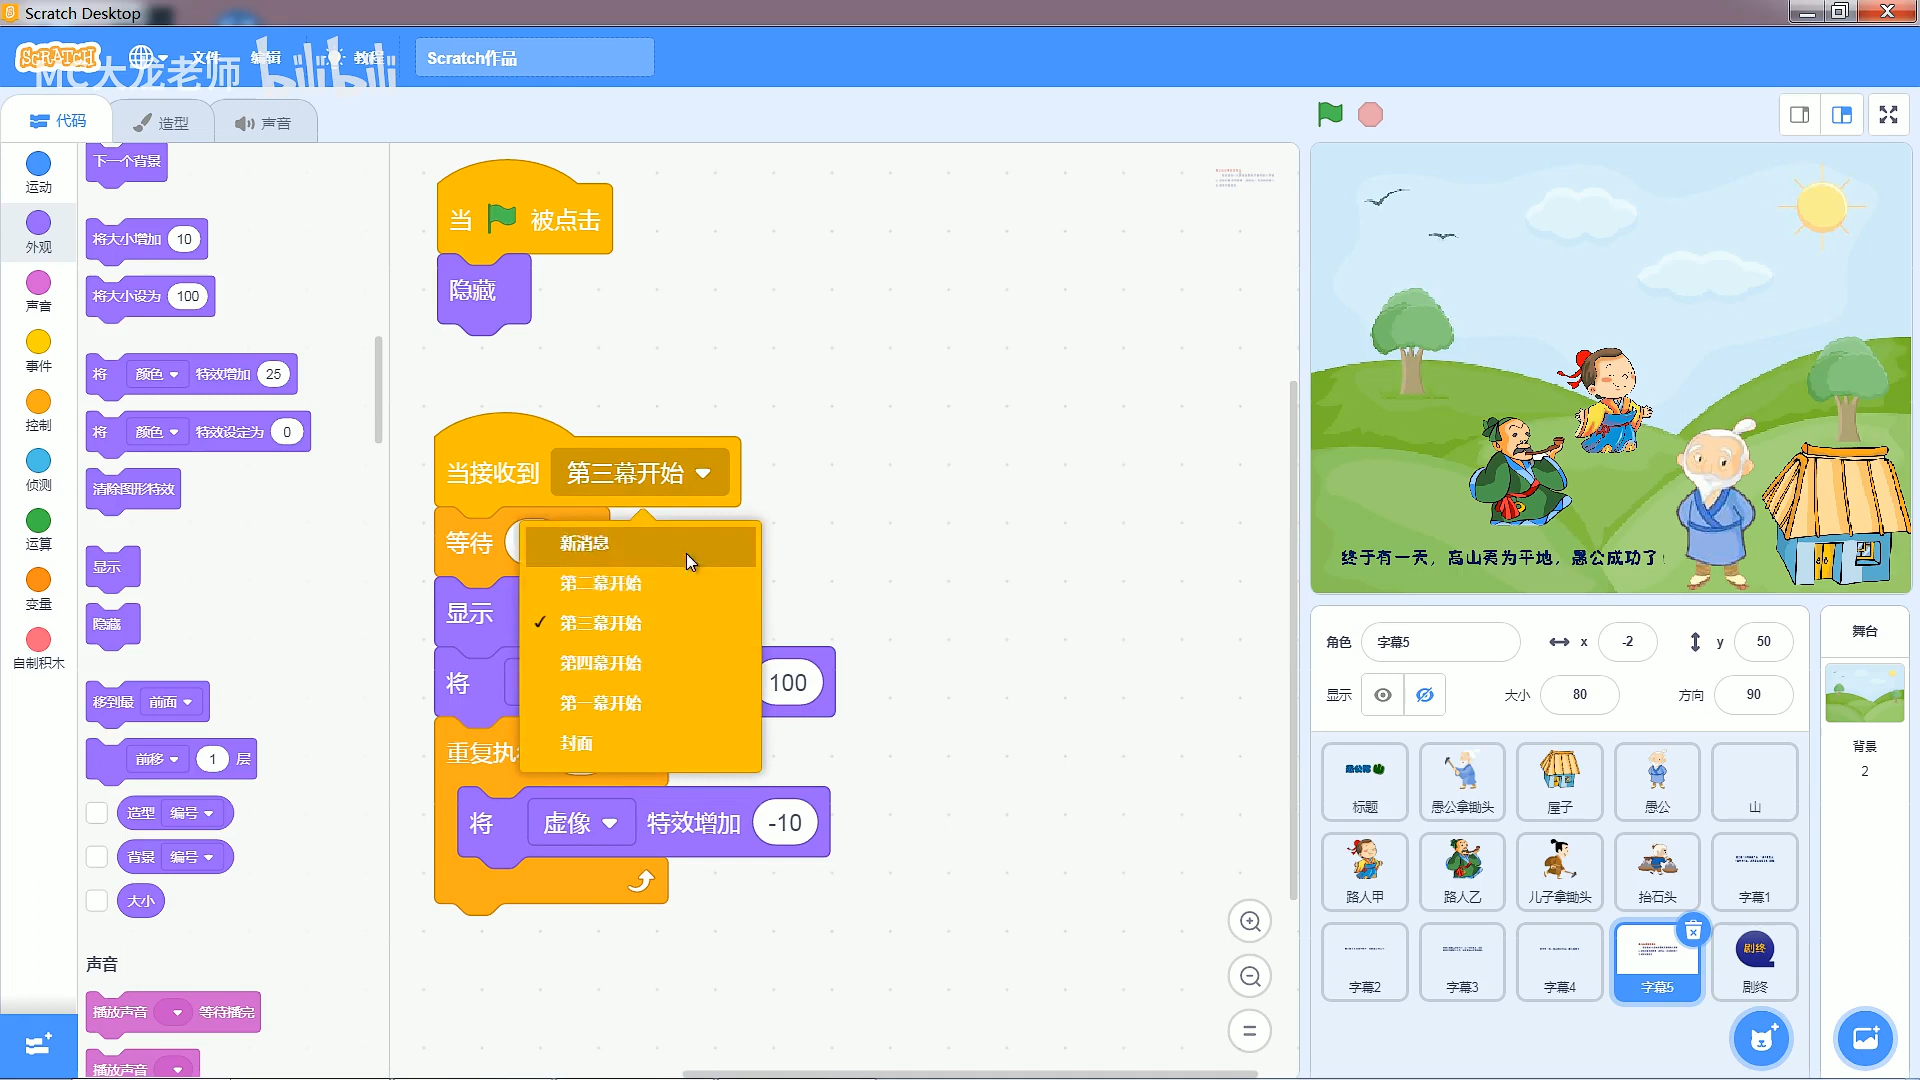 Scratch Desktop
SCRATCH
文件
编辑
教程
Scratch作品
MC大龙老师
bilibili
代码
造型
声音
运动
外观
声音
事件
控制
侦测
运算
变量
自制积木
下一个背景
将大小增加 10
将大小设为 100
将 颜色 特效增加 25
将 颜色 特效设定为 0
清除图形特效
显示
隐藏
移到最 前面
前移 1 层
造型 编号
背景 编号
大小
声音
播放声音 等待播完
播放声音
当 被点击
隐藏
当接收到 第三幕开始
等待
显示
将 100
重复执
将 虚像 特效增加 -10
新消息
第二幕开始
✓ 第三幕开始
第四幕开始
第一幕开始
封面
终于有一天，高山夷为平地，愚公成功了！
角色 字幕5 x -2 y 50
显示 大小 80 方向 90
舞台
背景
2
标题
愚公拿锄头
屋子
愚公
山
路人甲
路人乙
儿子拿锄头
抬石头
字幕1
字幕2
字幕3
字幕4
字幕5
剧终
剧终